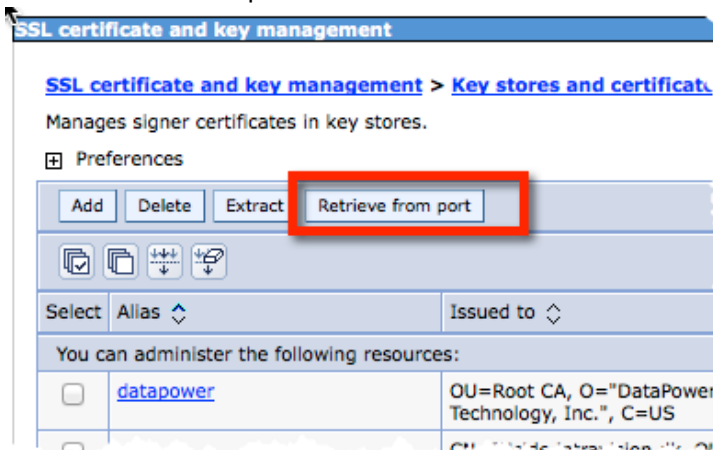 SSL certificate and key management
SSL certificate and key management > Key stores and certificate
Manages signer certificates in key stores.
Preferences
Add Delete Extract Retrieve from port
Select Alias Issued to
You can administer the following resources:
datapower OU=Root CA, O="DataPower
Technology, Inc.", C=US